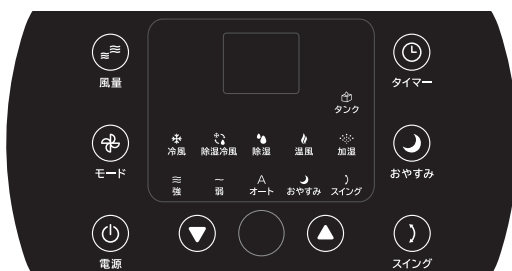 風量
タイマー
タンク
冷風 除湿冷風 除湿 温風 加湿
モード
おやすみ
強 弱 A オート おやすみ スイング
電源
スイング